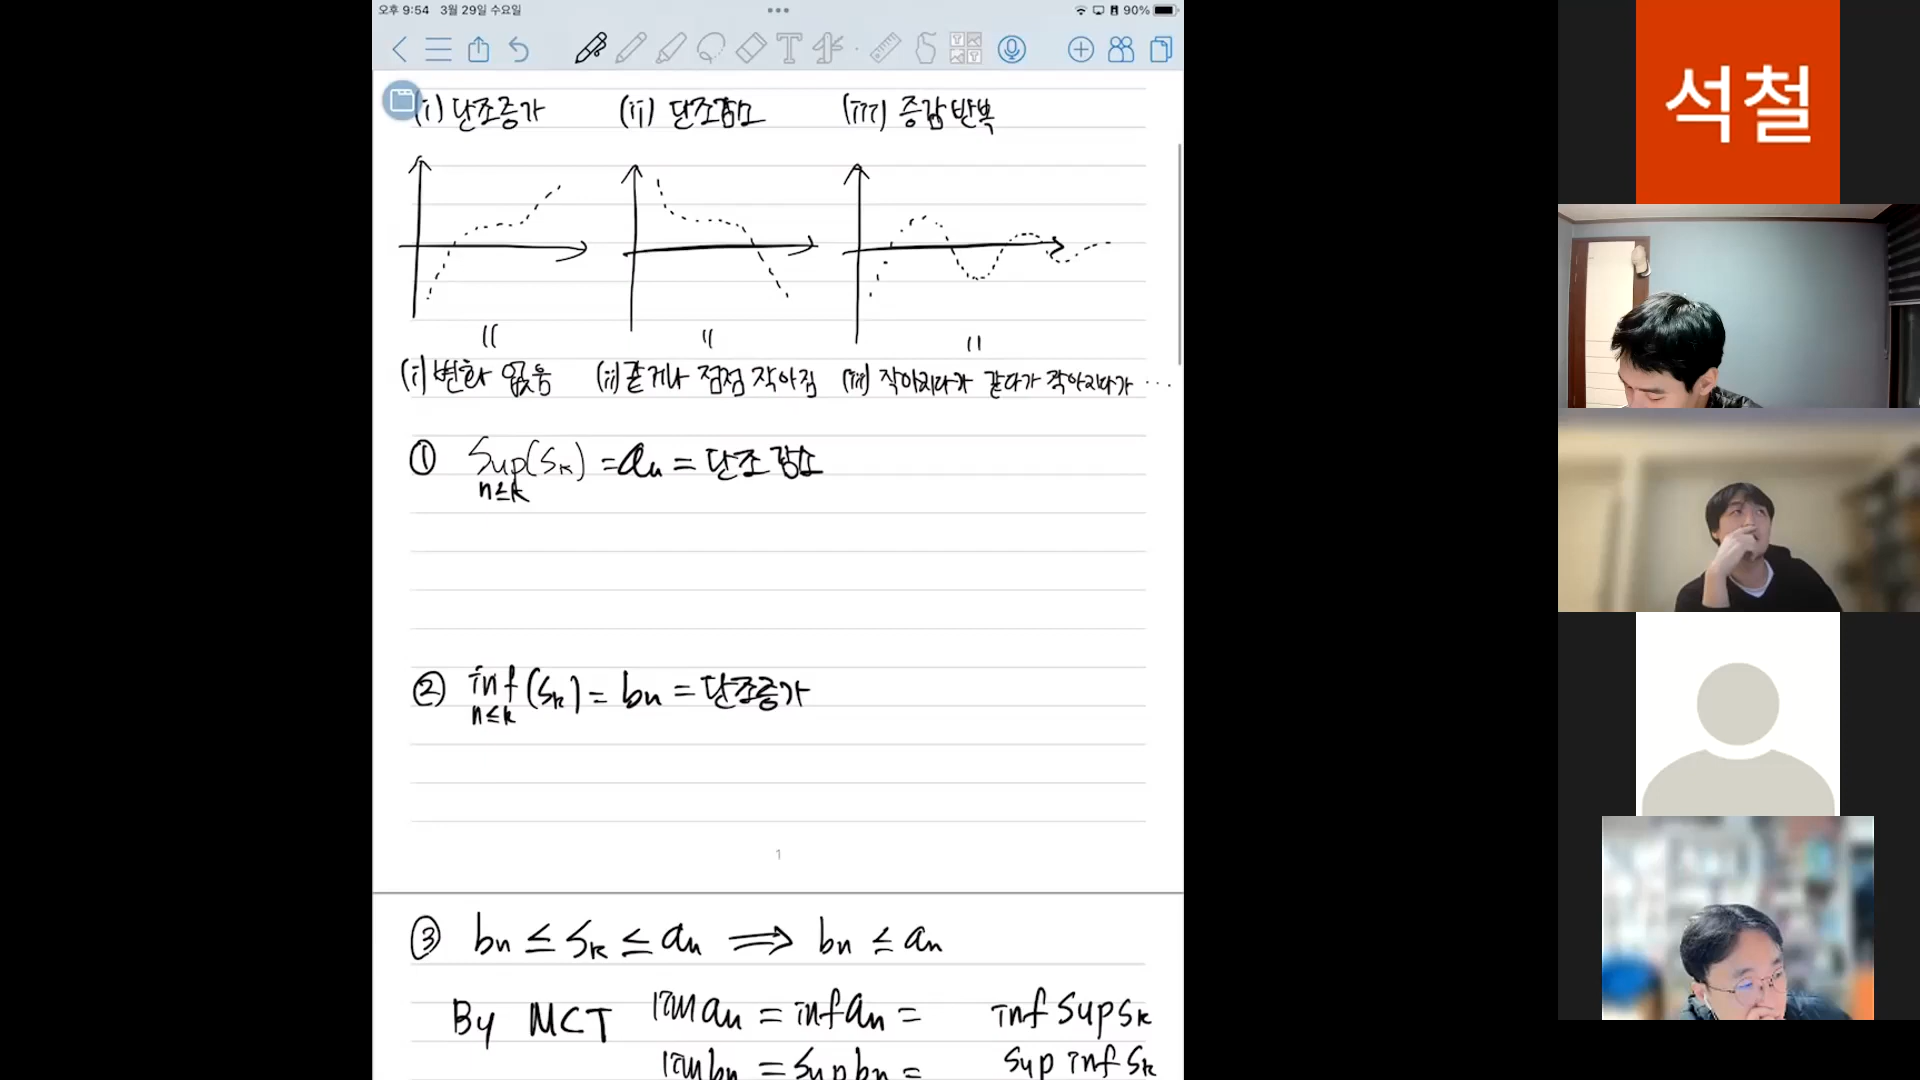 오후 9:54 3월 29일 수요일 90%
(i) 단조증가 (ii) 단조감소 (iii) 증감반복
(i) 변화 없음 (ii) 같거나 점점 작아짐 (iii) 작아지다가 같다가 작아지다가 ...
① sup(Sk) = an = 단조감소
n≤k
② inf(Sk) = bn = 단조증가
n≤k
1
③ bn ≤ Sk ≤ an ⟹ bn ≤ an
By MCT lim an = inf an = inf sup Sk
lim bn = sup bn = sup inf Sk
석철